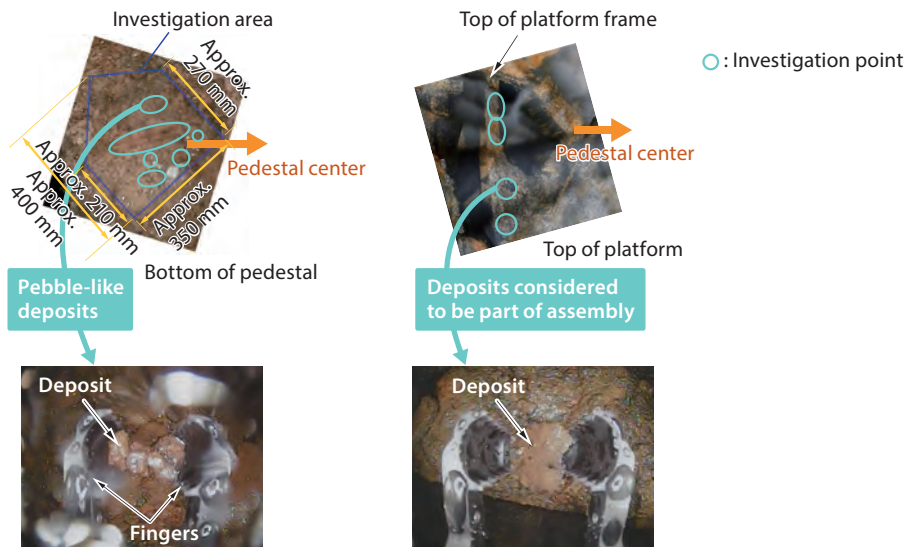 Investigation area
Approx.
270 mm
Pedestal center
Approx. 210 mm
Approx.
400 mm
Approx.
350 mm
Bottom of pedestal
Pebble-like
deposits
Deposit
Fingers
Top of platform frame
: Investigation point
Pedestal center
Top of platform
Deposits considered
to be part of assembly
Deposit